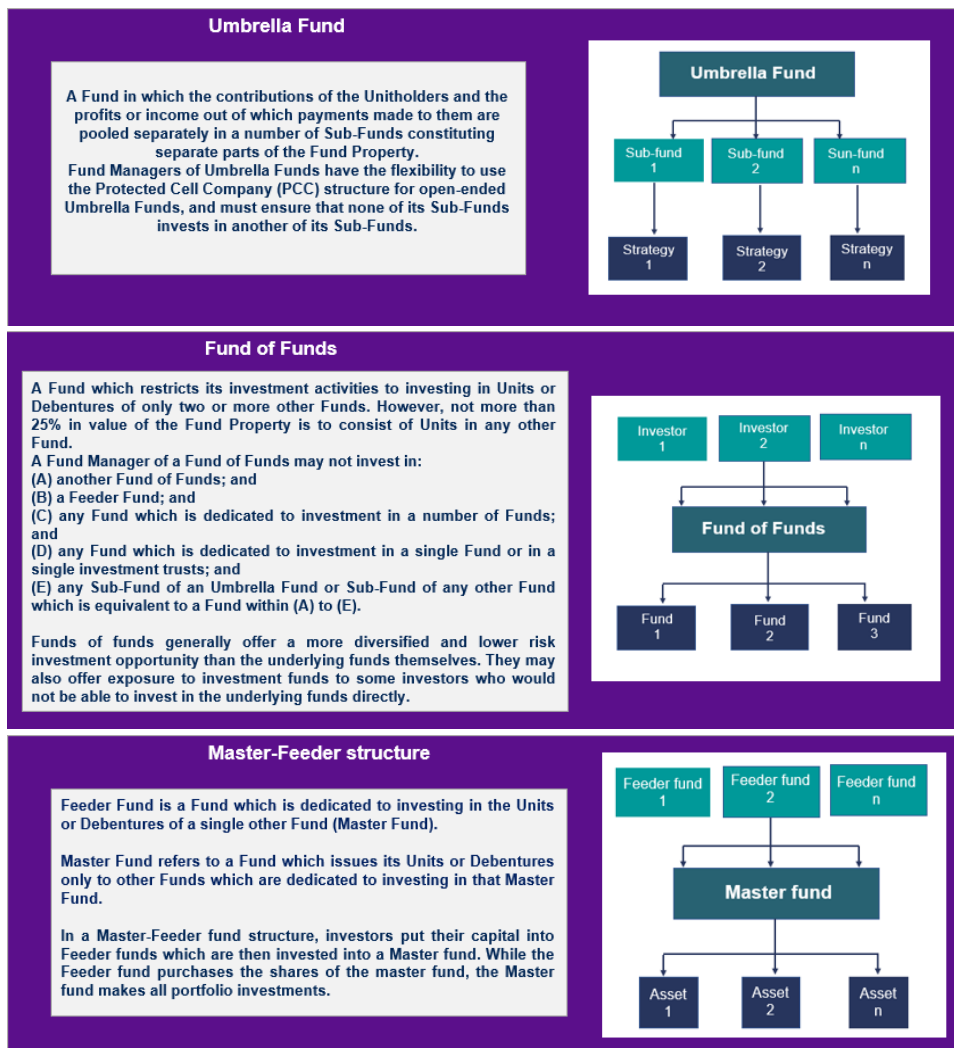 Umbrella Fund
A Fund in which the contributions of the Unitholders and the
profits or income out of which payments made to them are
pooled separately in a number of Sub-Funds constituting
separate parts of the Fund Property.
Fund Managers of Umbrella Funds have the flexibility to use
the Protected Cell Company (PCC) structure for open-ended
Umbrella Funds, and must ensure that none of its Sub-Funds
invests in another of its Sub-Funds.
Umbrella Fund
Sub-fund
1
Sub-fund
2
Sun-fund
n
Strategy
1
Strategy
2
Strategy
n
Fund of Funds
A Fund which restricts its investment activities to investing in Units or
Debentures of only two or more other Funds. However, not more than
25% in value of the Fund Property is to consist of Units in any other
Fund.
A Fund Manager of a Fund of Funds may not invest in:
(A) another Fund of Funds; and
(B) a Feeder Fund; and
(C) any Fund which is dedicated to investment in a number of Funds;
and
(D) any Fund which is dedicated to investment in a single Fund or in a
single investment trusts; and
(E) any Sub-Fund of an Umbrella Fund or Sub-Fund of any other Fund
which is equivalent to a Fund within (A) to (E).
Funds of funds generally offer a more diversified and lower risk
investment opportunity than the underlying funds themselves. They may
also offer exposure to investment funds to some investors who would
not be able to invest in the underlying funds directly.
Investor
1
Investor
2
Investor
n
Fund of Funds
Fund
1
Fund
2
Fund
3
Master-Feeder structure
Feeder Fund is a Fund which is dedicated to investing in the Units
or Debentures of a single other Fund (Master Fund).
Master Fund refers to a Fund which issues its Units or Debentures
only to other Funds which are dedicated to investing in that Master
Fund.
In a Master-Feeder fund structure, investors put their capital into
Feeder funds which are then invested into a Master fund. While the
Feeder fund purchases the shares of the master fund, the Master
fund makes all portfolio investments.
Feeder fund
1
Feeder fund
2
Feeder fund
n
Master fund
Asset
1
Asset
2
Asset
n